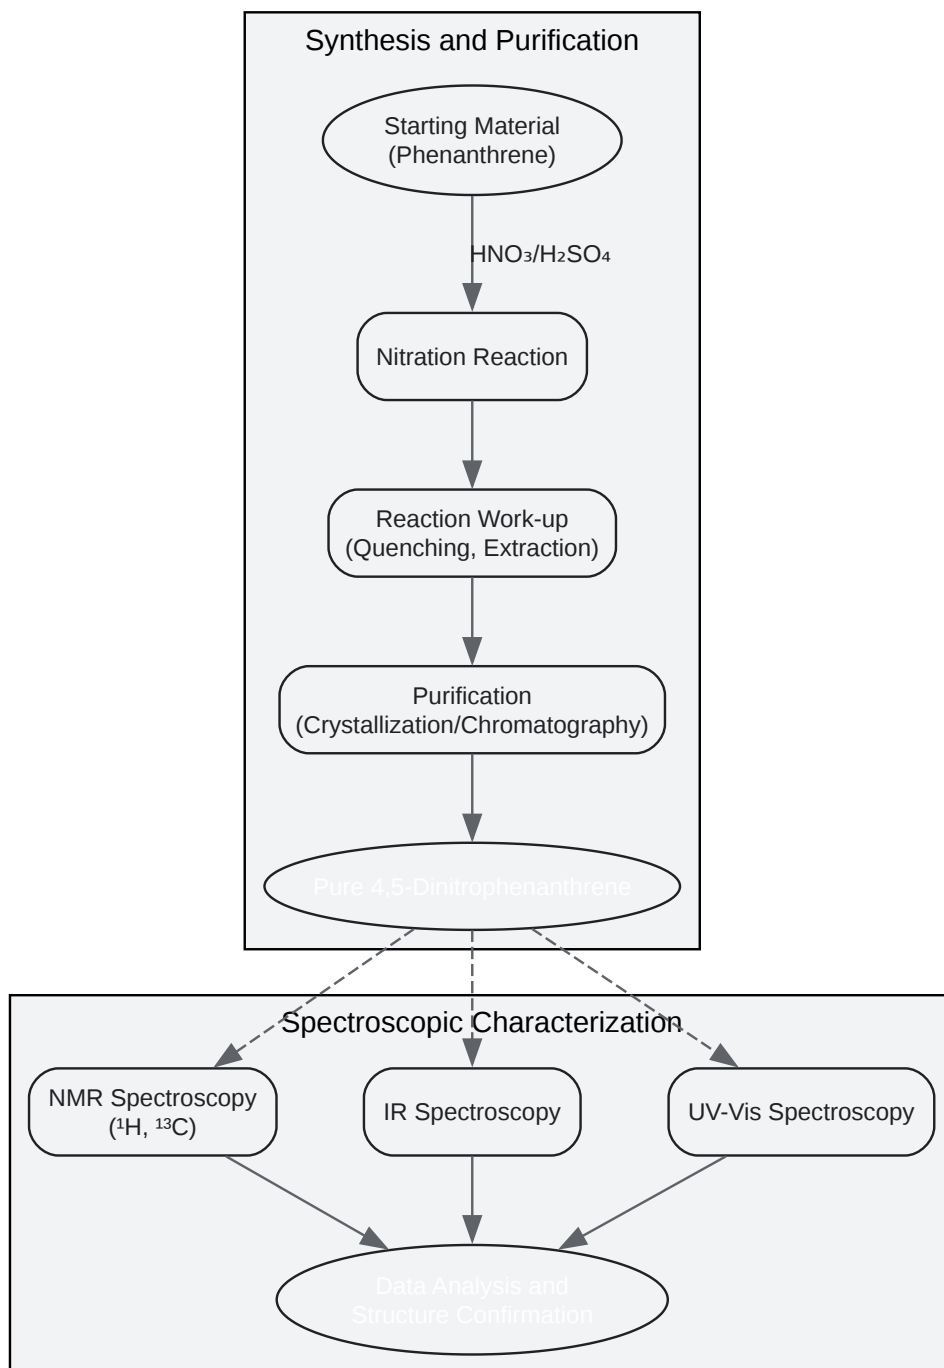 Synthesis and Purification
Starting Material
(Phenanthrene)
HNO₃/H₂SO₄
Nitration Reaction
Reaction Work-up
(Quenching, Extraction)
Purification
(Crystallization/Chromatography)
Pure 4,5-Dinitrophenanthrene
Spectroscopic Characterization
NMR Spectroscopy
(¹H, ¹³C)
IR Spectroscopy
UV-Vis Spectroscopy
Data Analysis and
Structure Confirmation